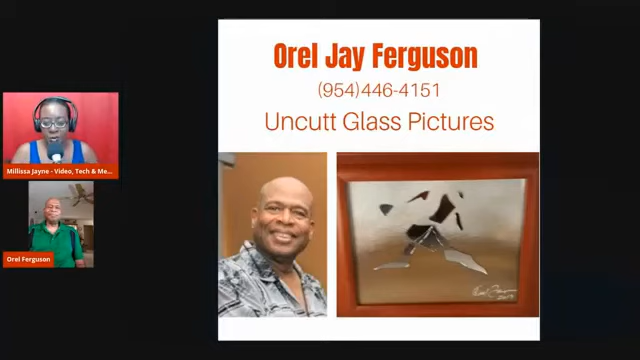 Orel Jay Ferguson
(954)446-4151
Uncutt Glass Pictures
Millissa Jayne - Video, Tech & Me...
Orel Ferguson